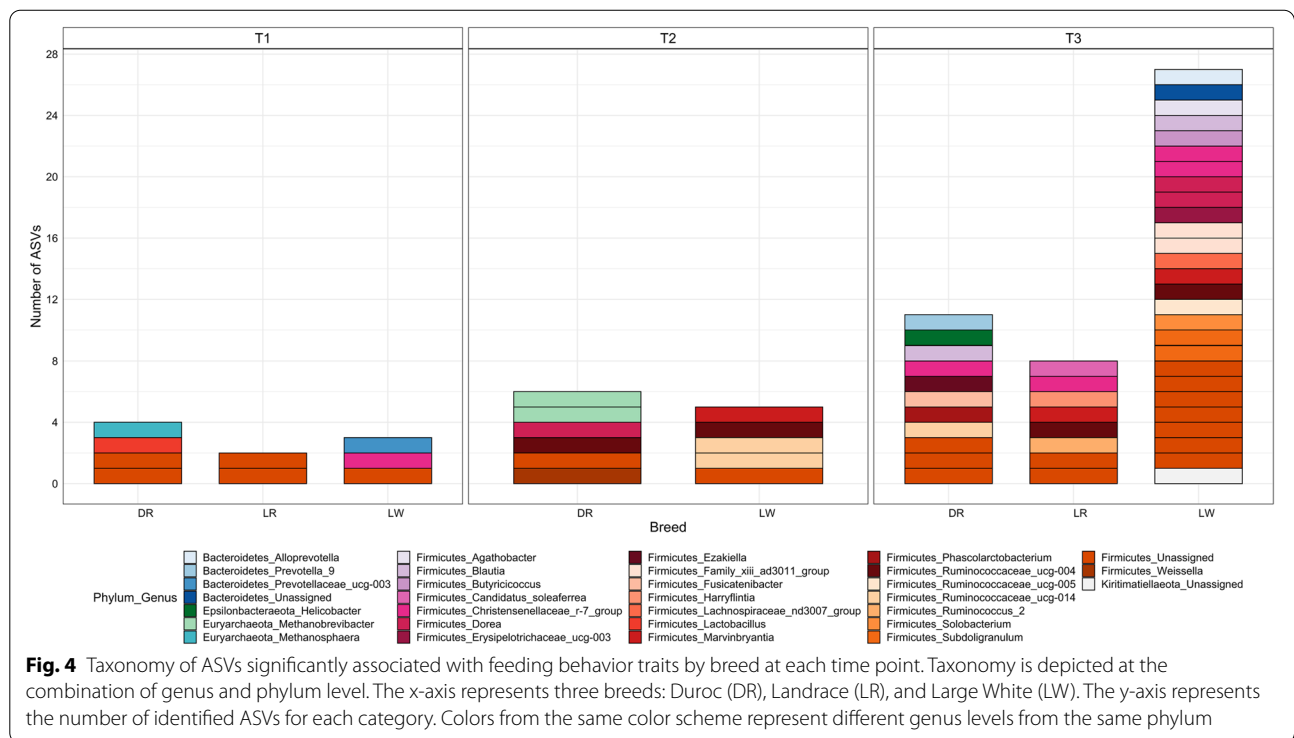 T1 T2 T3
28
24
20
16
12
8
4
0
Number of ASVs
DR LR LW DR LW DR LR LW
Breed
Phylum_Genus
Bacteroidetes_Alloprevotella
Bacteroidetes_Prevotella_9
Bacteroidetes_Prevotellaceae_ucg-003
Bacteroidetes_Unassigned
Epsilonbacteraeota_Helicobacter
Euryarchaeota_Methanobrevibacter
Euryarchaeota_Methanosphaera
Firmicutes_Agathobacter
Firmicutes_Blautia
Firmicutes_Butyricicoccus
Firmicutes_Candidatus_soleaferrea
Firmicutes_Christensenellaceae_r-7_group
Firmicutes_Dorea
Firmicutes_Erysipelotrichaceae_ucg-003
Firmicutes_Ezakiella
Firmicutes_Family_xiii_ad3011_group
Firmicutes_Fusicatenibacter
Firmicutes_Harryflintia
Firmicutes_Lachnospiraceae_nd3007_group
Firmicutes_Lactobacillus
Firmicutes_Marvinbryantia
Firmicutes_Phascolarctobacterium
Firmicutes_Ruminococcaceae_ucg-004
Firmicutes_Ruminococcaceae_ucg-005
Firmicutes_Ruminococcaceae_ucg-014
Firmicutes_Ruminococcus_2
Firmicutes_Solobacterium
Firmicutes_Subdoligranulum
Firmicutes_Unassigned
Firmicutes_Weissella
Kiritimatiellaeota_Unassigned
Fig. 4 Taxonomy of ASVs significantly associated with feeding behavior traits by breed at each time point. Taxonomy is depicted at the
combination of genus and phylum level. The x-axis represents three breeds: Duroc (DR), Landrace (LR), and Large White (LW). The y-axis represents
the number of identified ASVs for each category. Colors from the same color scheme represent different genus levels from the same phylum